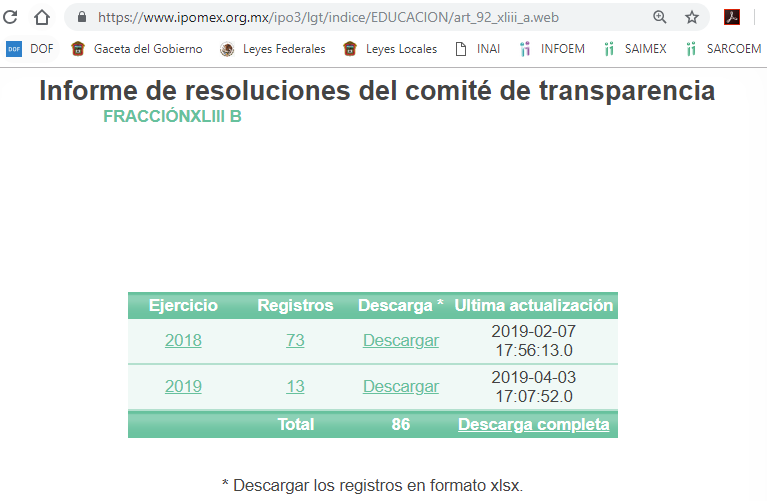 https://www.ipomex.org.mx/ipo3/lgt/indice/EDUCACION/art_92_xliii_a.web
DOF DOF Gaceta del Gobierno Leyes Federales Leyes Locales INAI INFOEM SAIMEX SARCOEM
Informe de resoluciones del comité de transparencia
FRACCIÓNXLIII B
Ejercicio Registros Descarga * Ultima actualización
2018 73 Descargar 2019-02-07
17:56:13.0
2019 13 Descargar 2019-04-03
17:07:52.0
Total 86 Descarga completa
* Descargar los registros en formato xlsx.